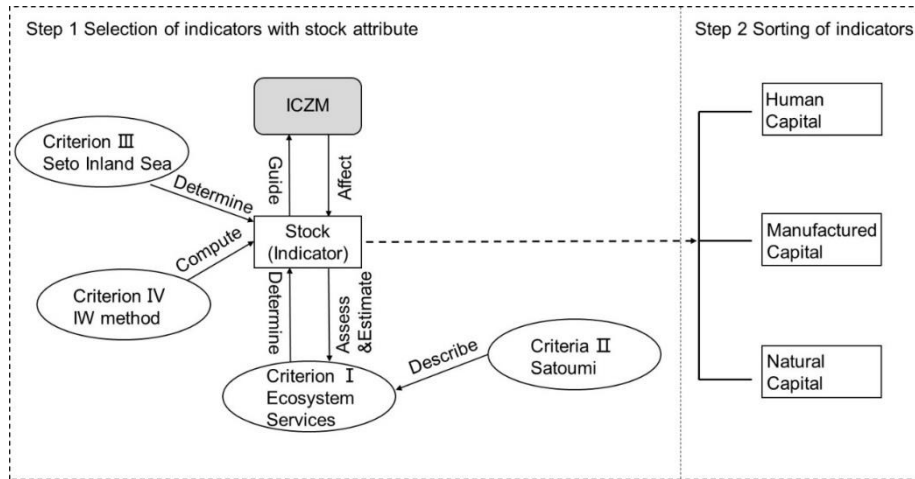 Step 1 Selection of indicators with stock attribute
Step 2 Sorting of indicators
ICZM
Criterion Ⅲ
Seto Inland Sea
Determine
Guide
Affect
Stock
(Indicator)
Compute
Criterion Ⅳ
IW method
Determine
Assess
&Estimate
Describe
Criteria Ⅱ
Satoumi
Criterion Ⅰ
Ecosystem
Services
Human
Capital
Manufactured
Capital
Natural
Capital